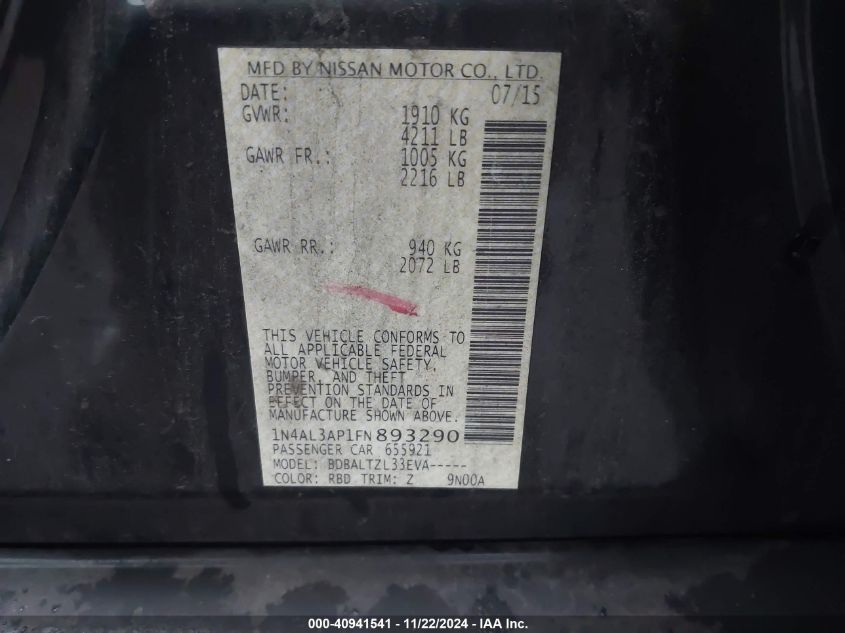 MFD BY NISSAN MOTOR CO., LTD.
DATE: 07/15
GVWR: 1910 KG
4211 LB
GAWR FR.: 1005 KG
2216 LB
GAWR RR.: 940 KG
2072 LB
THIS VEHICLE CONFORMS TO
ALL APPLICABLE FEDERAL
MOTOR VEHICLE SAFETY,
BUMPER, AND THEFT
PREVENTION STANDARDS IN
EFFECT ON THE DATE OF
MANUFACTURE SHOWN ABOVE.
1N4AL3AP1FN893290
PASSENGER CAR 655921
MODEL: BDBALTZL33EVA-----
COLOR: RBD TRIM: Z 9N00A
000-40941541 - 11/22/2024 - IAA Inc.